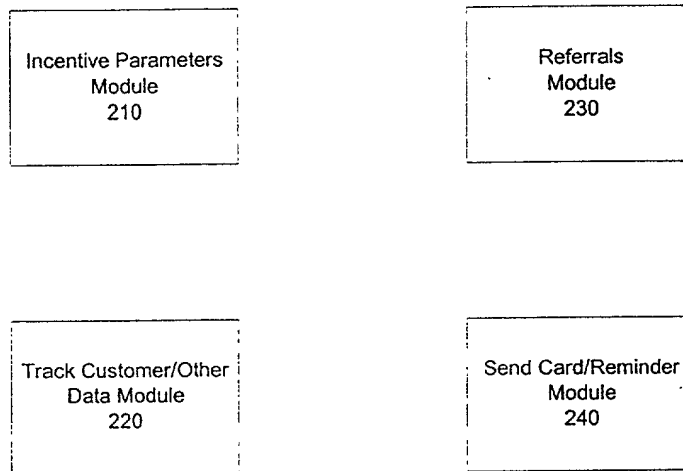 Incentive Parameters
Module
210
Referrals
Module
230
Track Customer/Other
Data Module
220
Send Card/Reminder
Module
240